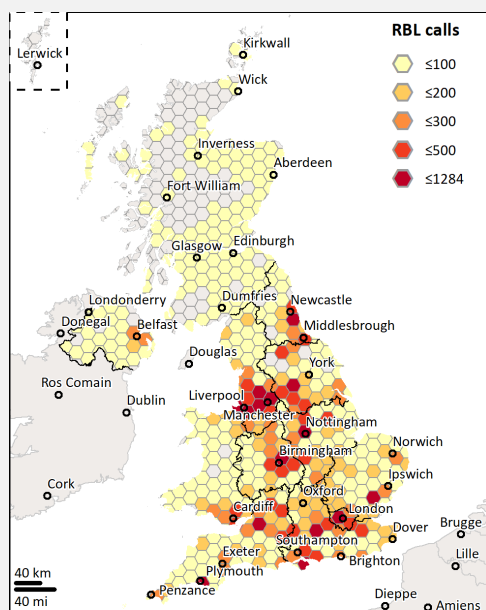 RBL calls
≤100
≤200
≤300
≤500
≤1284
Lerwick
Kirkwall
Wick
Inverness
Aberdeen
Fort William
Glasgow
Edinburgh
Dumfries
Londonderry
Newcastle
Donegal
Belfast
Middlesbrough
Douglas
York
Ros Comain
Dublin
Liverpool
Manchester
Nottingham
Norwich
Birmingham
Ipswich
Cork
Oxford
Cardiff
London
Dover
Brugge
Southampton
Exeter
Brighton
Lille
Plymouth
Penzance
Dieppe
Amiens
40 km
40 mi